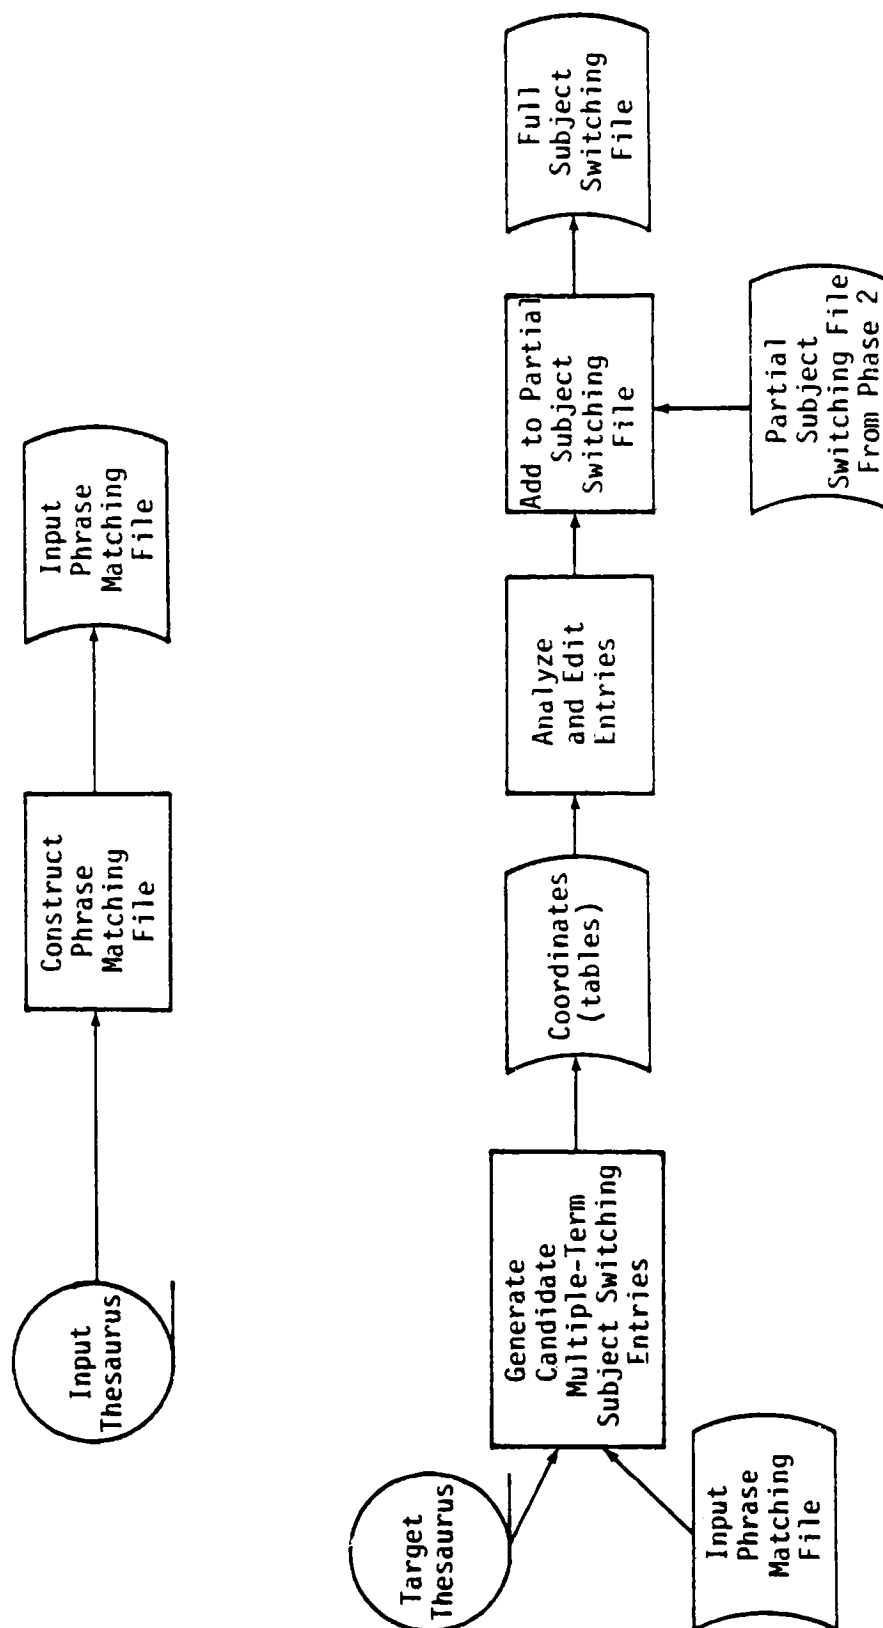 Input
Thesaurus
Construct
Phrase
Matching
File
Input
Phrase
Matching
File
Target
Thesaurus
Input
Phrase
Matching
File
Generate
Candidate
Multiple-Term
Subject Switching
Entries
Coordinates
(tables)
Analyze
and Edit
Entries
Add to Partial
Subject
Switching
File
Partial
Subject
Switching File
From Phase 2
Full
Subject
Switching
File